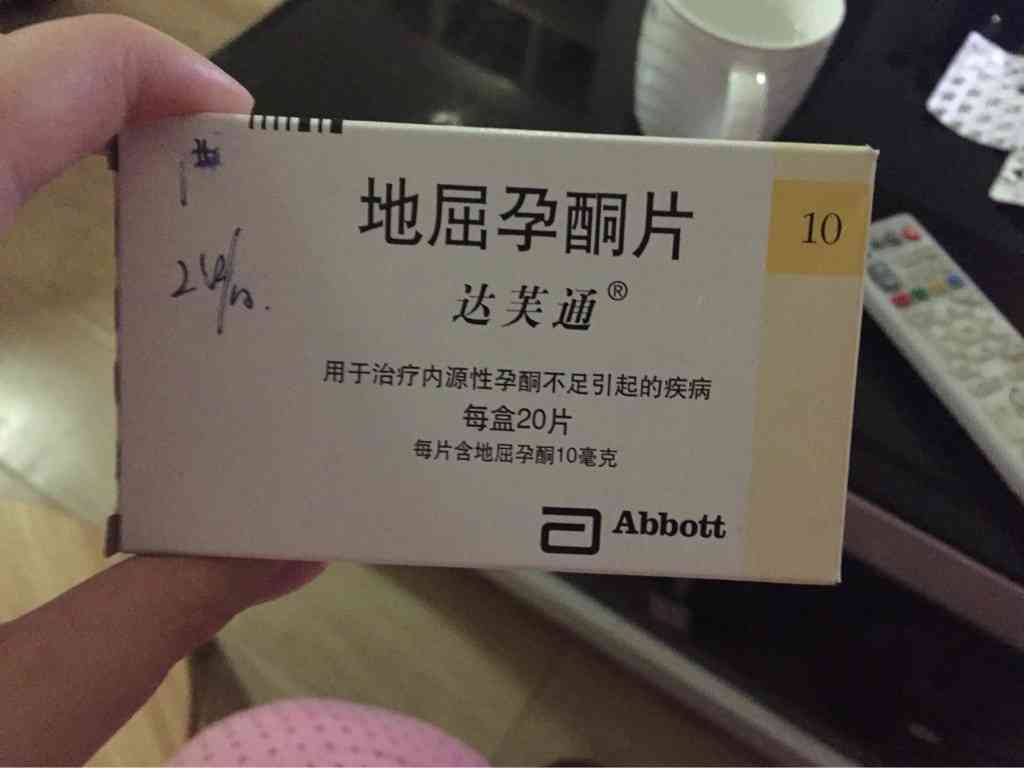 地屈孕酮片
10
达芙通®
用于治疗内源性孕酮不足引起的疾病
每盒20片
每片含地屈孕酮10毫克
Abbott